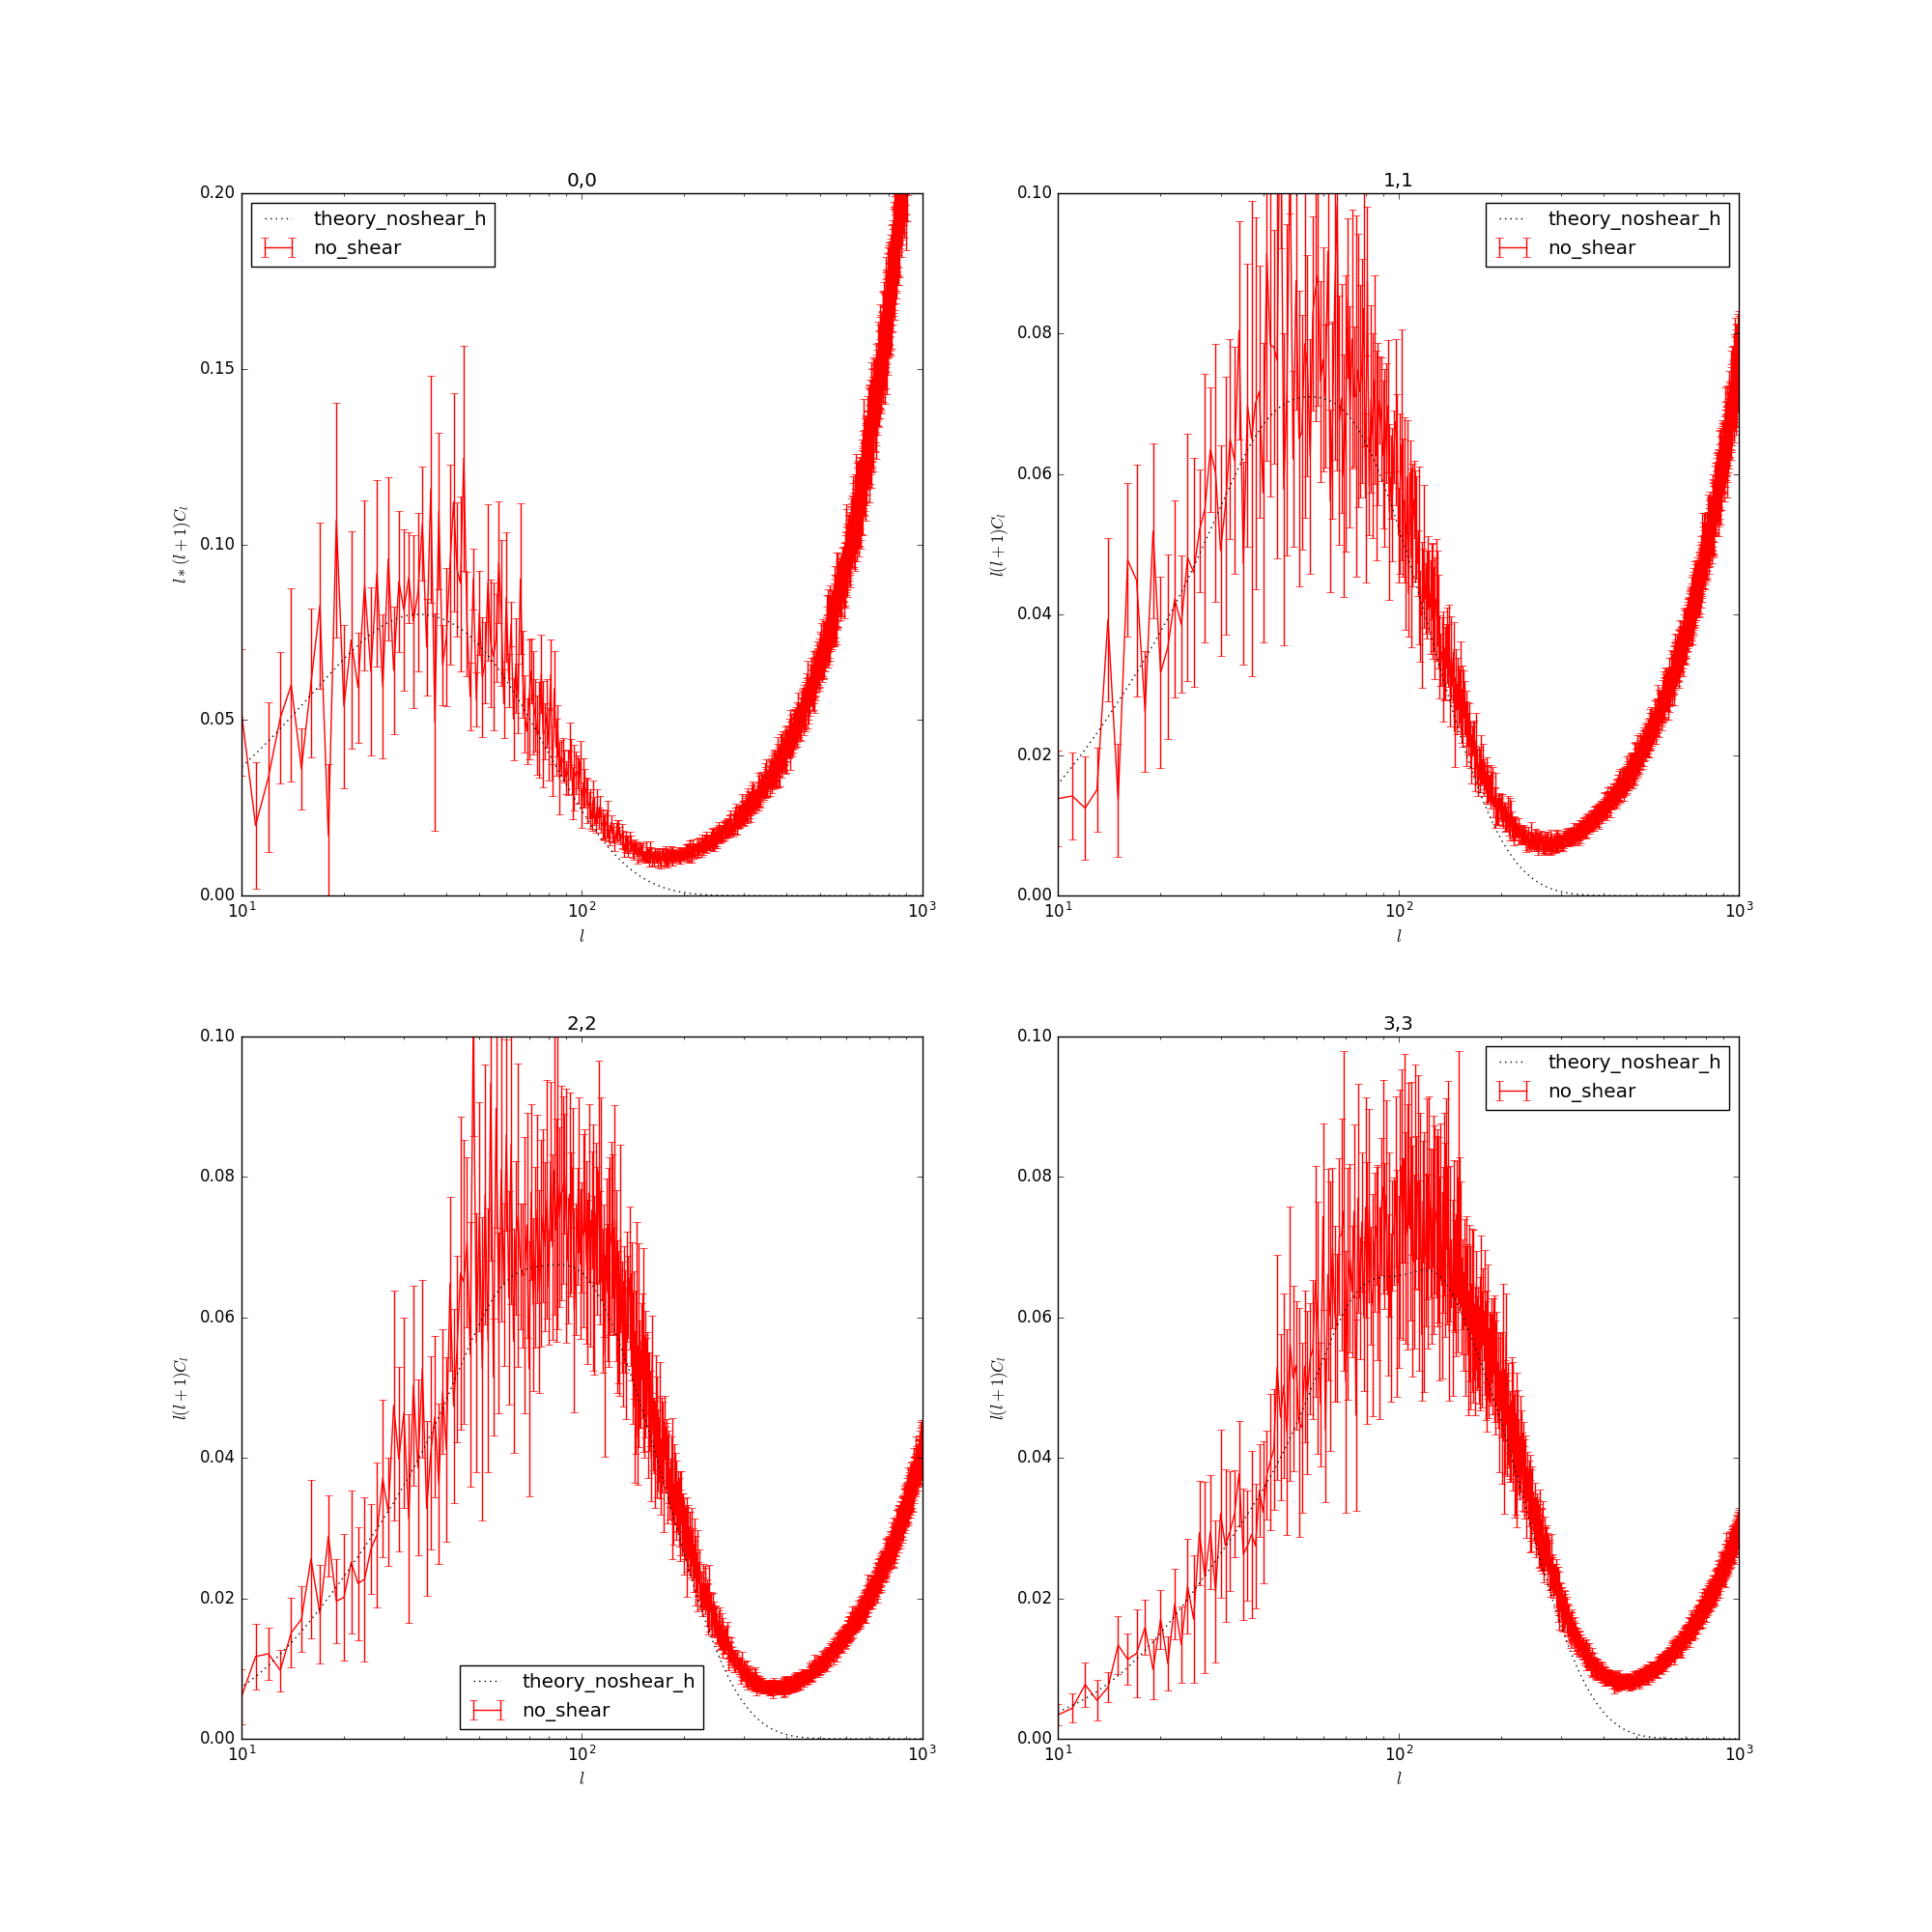 0,0
0.20
0.15
0.10
0.05
0.00
l * (l + 1)C_l
theory_noshear_h
no_shear
10^1
10^2
10^3
l
1,1
0.10
0.08
0.06
0.04
0.02
0.00
l(l + 1)C_l
theory_noshear_h
no_shear
10^1
10^2
10^3
l
2,2
0.10
0.08
0.06
0.04
0.02
0.00
l(l + 1)C_l
theory_noshear_h
no_shear
10^1
10^2
10^3
l
3,3
0.10
0.08
0.06
0.04
0.02
0.00
l(l + 1)C_l
theory_noshear_h
no_shear
10^1
10^2
10^3
l